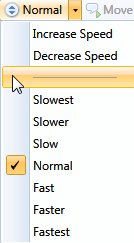 Normal Move
Increase Speed
Decrease Speed
Slowest
Slower
Slow
Normal
Fast
Faster
Fastest